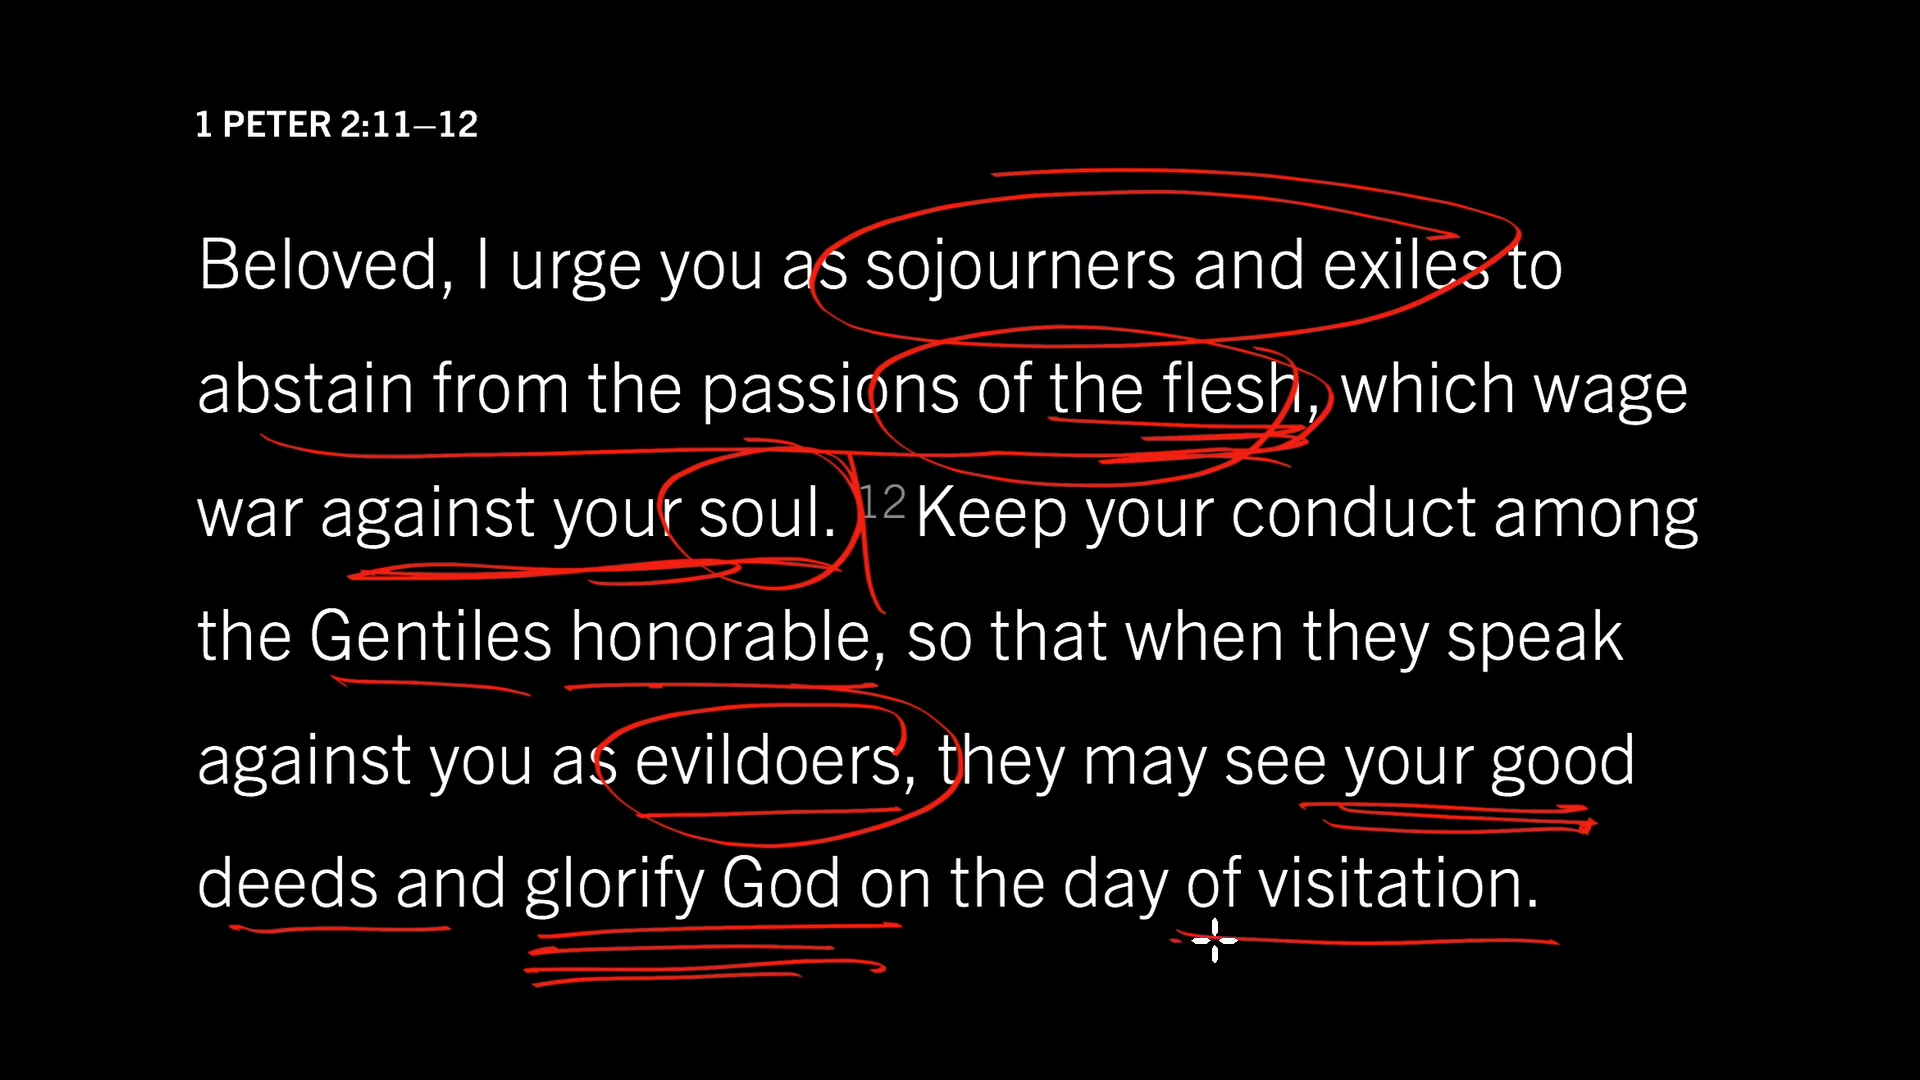 1 PETER 2:11–12
Beloved, I urge you as sojourners and exiles to
abstain from the passions of the flesh, which wage
war against your soul. 12 Keep your conduct among
the Gentiles honorable, so that when they speak
against you as evildoers, they may see your good
deeds and glorify God on the day of visitation.